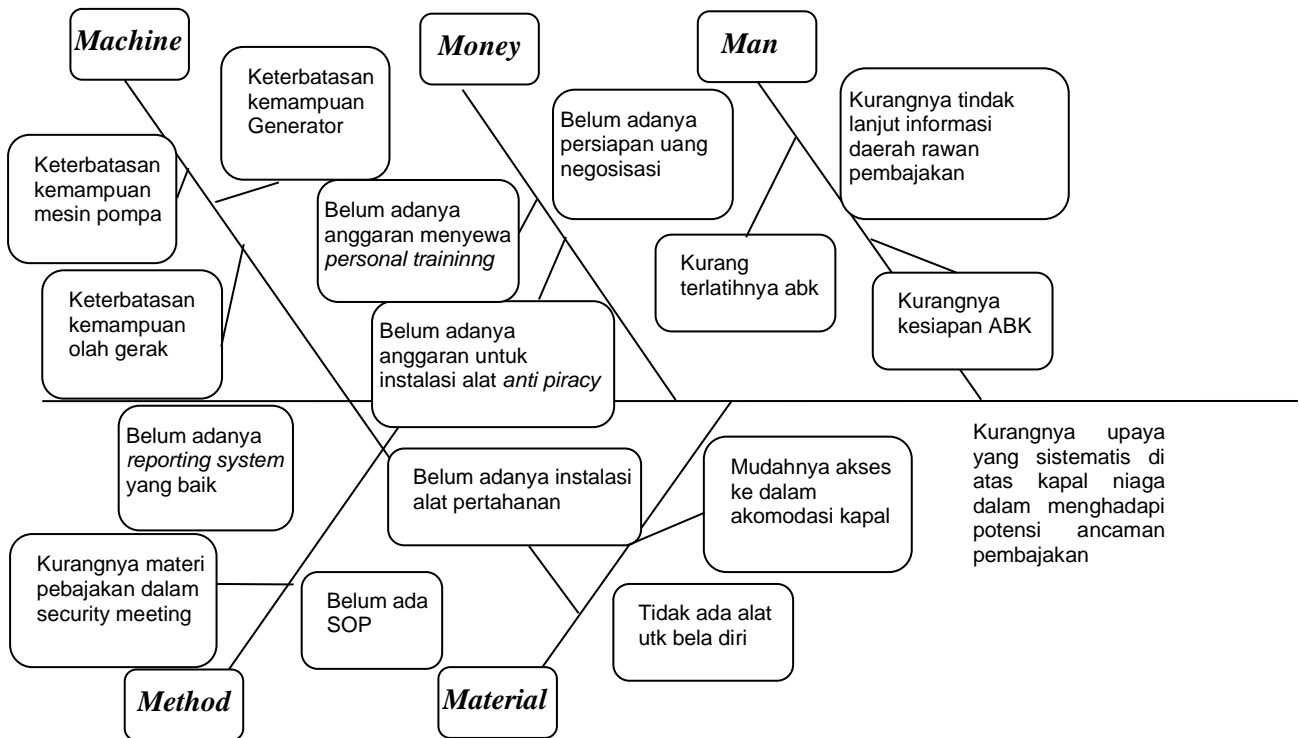 Machine
Money
Man
Keterbatasan
kemampuan
Generator
Keterbatasan
kemampuan
mesin pompa
Keterbatasan
kemampuan
olah gerak
Belum adanya
persiapan uang
negosisasi
Belum adanya
anggaran menyewa
personal traininng
Belum adanya
anggaran untuk
instalasi alat anti piracy
Kurangnya tindak
lanjut informasi
daerah rawan
pembajakan
Kurang
terlatihnya abk
Kurangnya
kesiapan ABK
Belum adanya
reporting system
yang baik
Kurangnya materi
pebajakan dalam
security meeting
Belum ada
SOP
Belum adanya instalasi
alat pertahanan
Mudahnya akses
ke dalam
akomodasi kapal
Tidak ada alat
utk bela diri
Kurangnya upaya
yang sistematis di
atas kapal niaga
dalam menghadapi
potensi ancaman
pembajakan
Method
Material